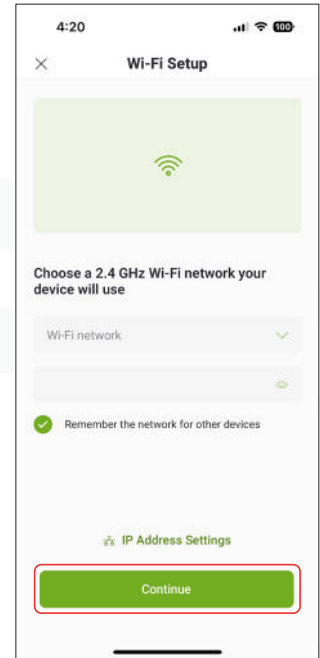 4:20
100
Wi-Fi Setup
Choose a 2.4 GHz Wi-Fi network your
device will use
Wi-Fi network
Remember the network for other devices
IP Address Settings
Continue